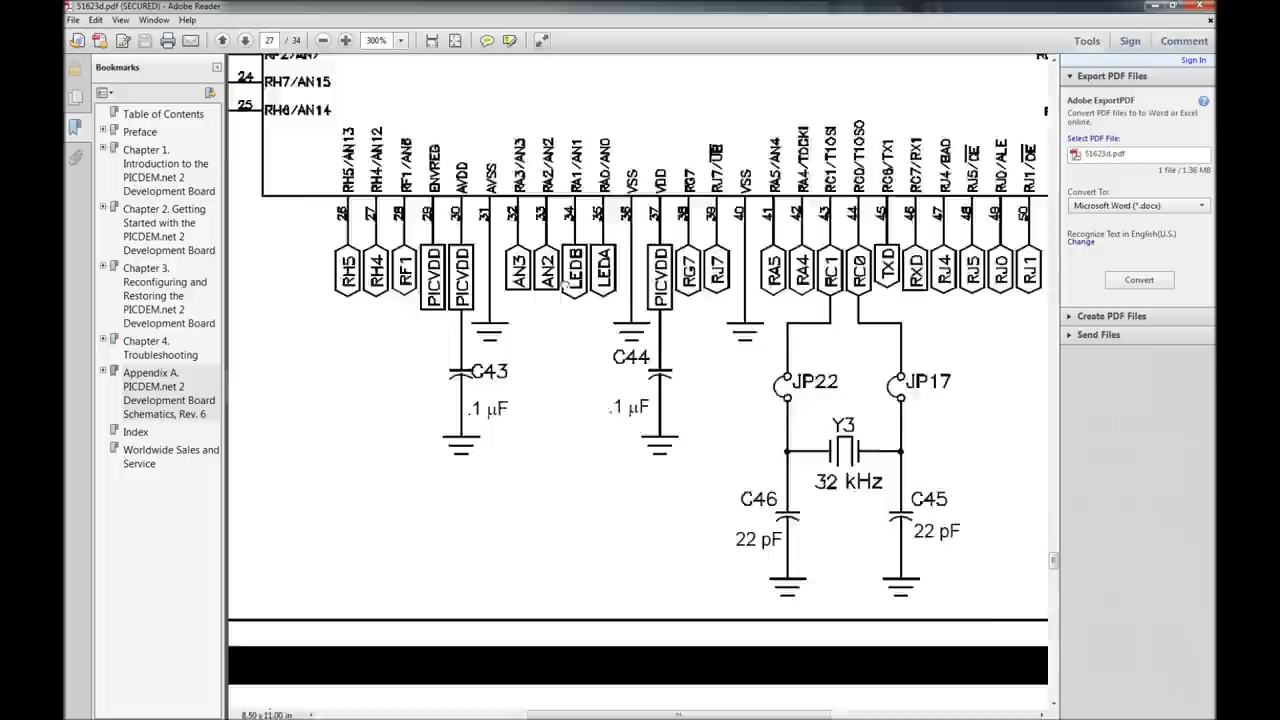 51623d.pdf (SECURED) - Adobe Reader
File Edit View Window Help
27 / 34
300%
Tools Sign Comment
Sign In
Bookmarks
Table of Contents
Preface
Chapter 1.
Introduction to the
PICDEM.net 2
Development Board
Chapter 2. Getting
Started with the
PICDEM.net 2
Development Board
Chapter 3.
Reconfiguring and
Restoring the
PICDEM.net 2
Development Board
Chapter 4.
Troubleshooting
Appendix A.
PICDEM.net 2
Development Board
Schematics, Rev. 6
Index
Worldwide Sales and
Service
24 RH7/AN15
25 RH6/AN14
RH5/AN13 RH4/AN12 RF1/AN6 ENVREG AVDD AVSS RA3/AN3 RA2/AN2 RA1/AN1 RA0/AN0 VSS VDD RG7 VSS RA5/AN4 RA4/T0CKI RC1/T1OSI RC0/T1OSO RC6/TX1 RC7/RX1 RJ4/BA0 RJ5/CE RJ0/ALE RJ1/OE
26 27 28 29 30 31 32 33 34 35 36 37 38 39 40 41 42 43 44 45 46 47 48 49 50
RH5 RH4 RF1 PICVDD PICVDD AN3 AN2 LEDB LEDA PICVDD RG7 RJ7 RA5 RA4 RC1 RC0 TXD RXD RJ4 RJ5 RJ0 RJ1
C43
.1 µF
C44
.1 µF
JP22 JP17
Y3
32 kHz
C46
22 pF
C45
22 pF
8.50 x 11.00 in
Export PDF Files
Adobe ExportPDF
Convert PDF files to Word or Excel
online.
Select PDF File:
51623d.pdf
1 file / 1.36 MB
Convert To:
Microsoft Word (*.docx)
Recognize Text in English(U.S.)
Change
Convert
Create PDF Files
Send Files